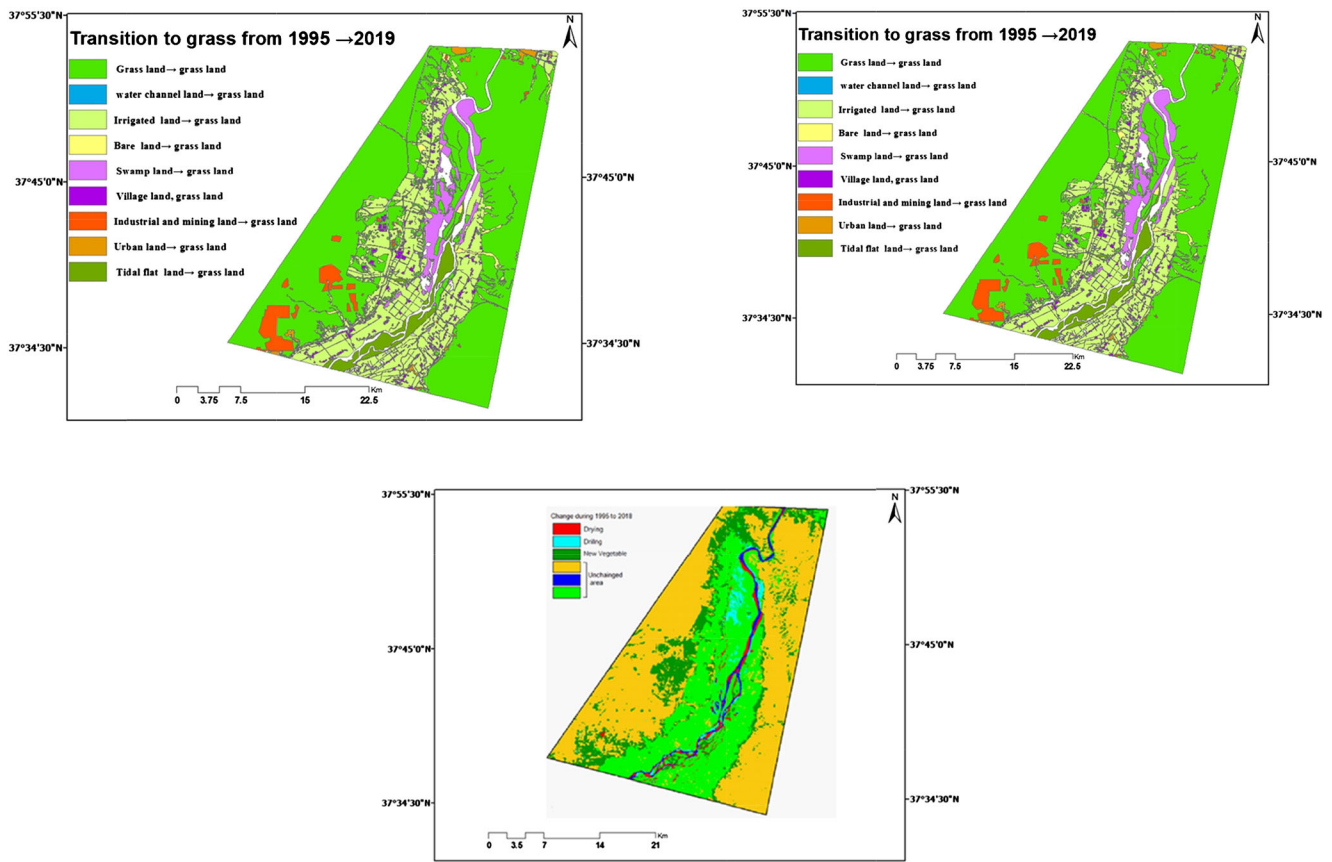 37°55'30"N
N
Transition to grass from 1995 →2019
Grass land→ grass land
water channel land→ grass land
Irrigated land→ grass land
Bare land→ grass land
Swamp land→ grass land
Village land, grass land
Industrial and mining land→ grass land
Urban land→ grass land
Tidal flat land→ grass land
37°45'0"N
37°45'0"N
37°34'30"N
37°34'30"N
Km
0 3.75 7.5 15 22.5
37°55'30"N
N
Transition to grass from 1995 →2019
Grass land→ grass land
water channel land→ grass land
Irrigated land→ grass land
Bare land→ grass land
Swamp land→ grass land
Village land, grass land
Industrial and mining land→ grass land
Urban land→ grass land
Tidal flat land→ grass land
37°45'0"N
37°45'0"N
37°34'30"N
37°34'30"N
Km
0 3.75 7.5 15 22.5
37°55'30"N
37°55'30"N
N
Change during 1995 to 2018
Drying
Driling
New Vegetable
Unchainged
area
37°45'0"N
37°45'0"N
37°34'30"N
37°34'30"N
Km
0 3.5 7 14 21